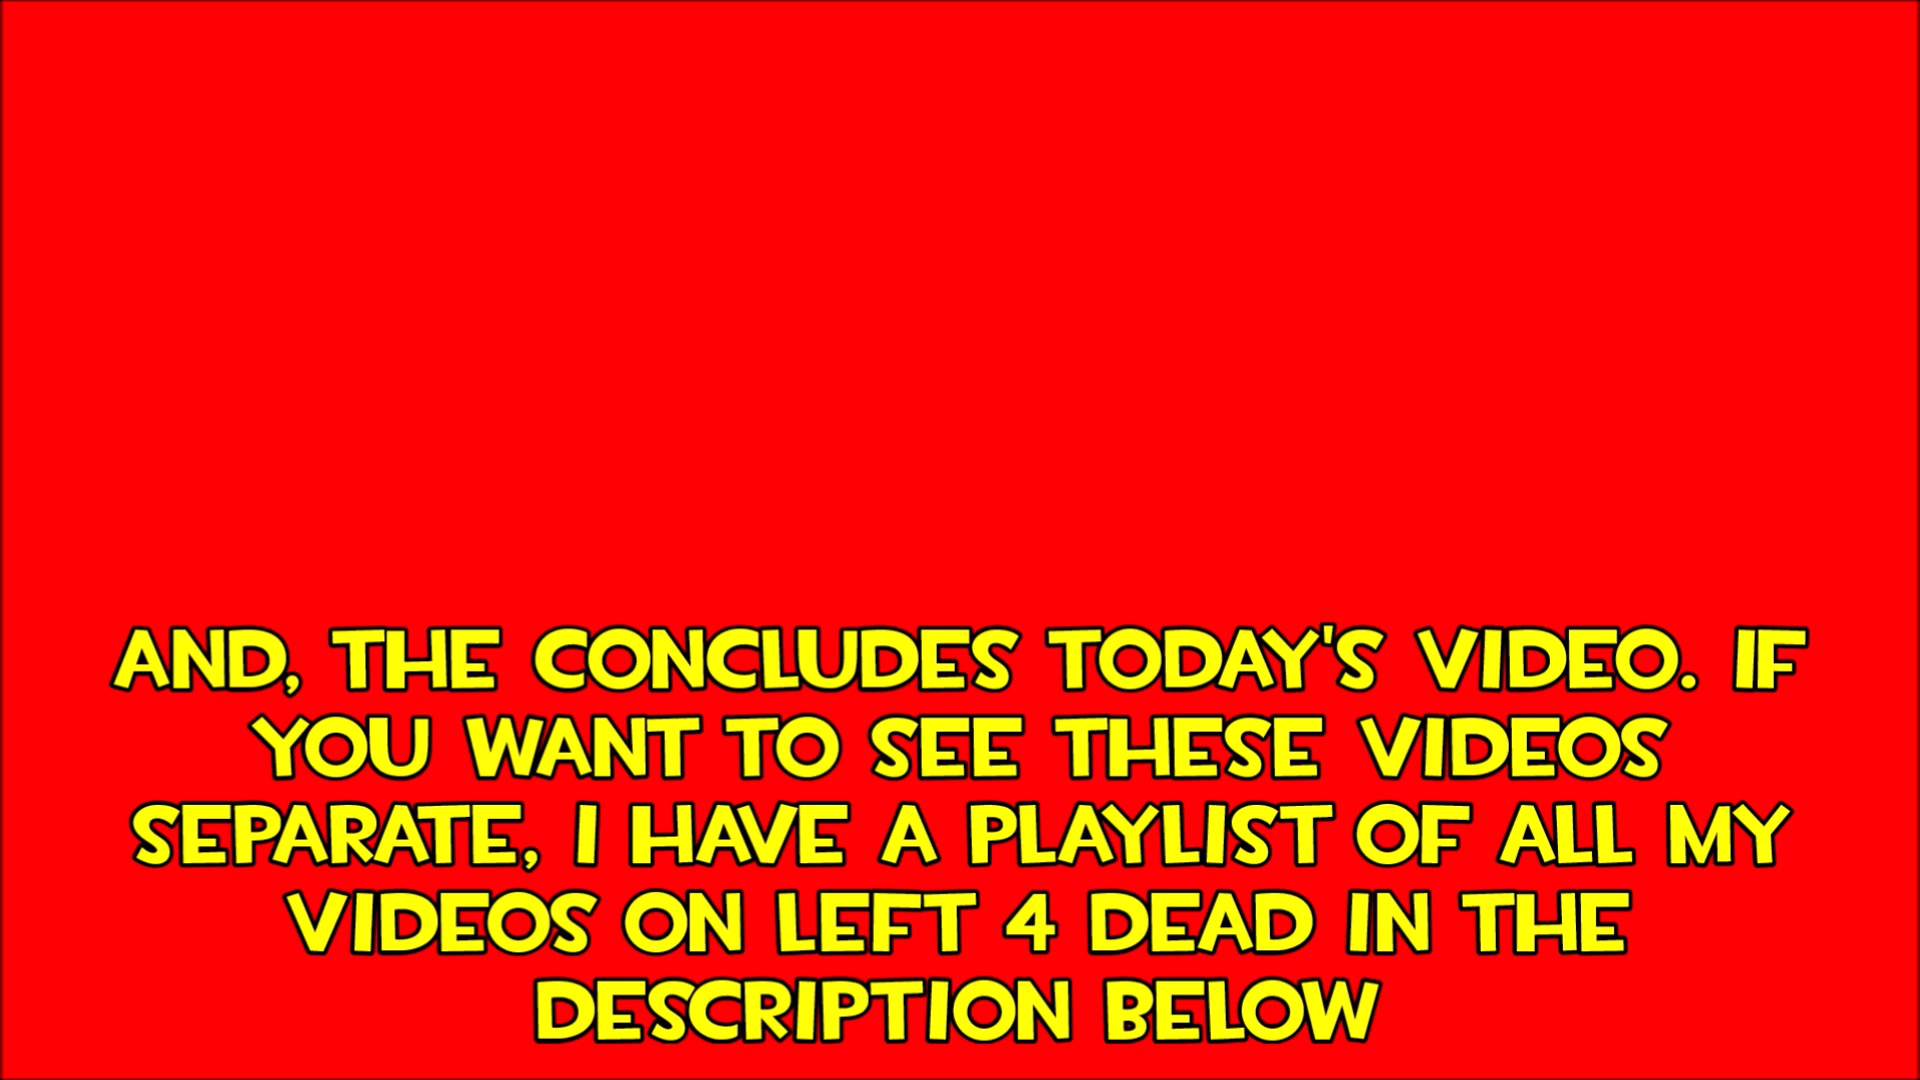 AND, THE CONCLUDES TODAY'S VIDEO. IF
YOU WANT TO SEE THESE VIDEOS
SEPARATE, I HAVE A PLAYLIST OF ALL MY
VIDEOS ON LEFT 4 DEAD IN THE
DESCRIPTION BELOW